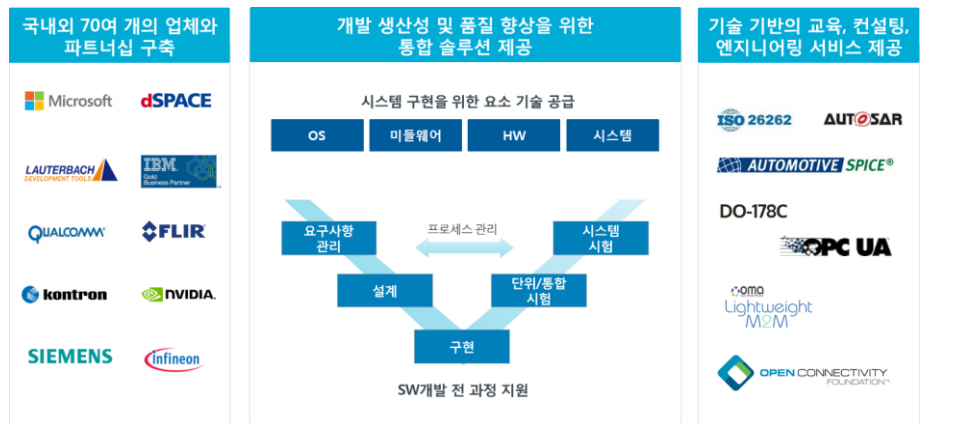 국내외 70여 개의 업체와
파트너십 구축
Microsoft
dSPACE
LAUTERBACH
DEVELOPMENT TOOLS
IBM
Gold
Business Partner
QUALCOMM
FLIR
kontron
NVIDIA.
SIEMENS
infineon
개발 생산성 및 품질 향상을 위한
통합 솔루션 제공
시스템 구현을 위한 요소 기술 공급
OS
미들웨어
HW
시스템
요구사항
관리
프로세스 관리
시스템
시험
설계
단위/통합
시험
구현
SW개발 전 과정 지원
기술 기반의 교육, 컨설팅,
엔지니어링 서비스 제공
ISO 26262
AUTOSAR
AUTOMOTIVE SPICE®
DO-178C
OPC UA
oma
Lightweight
M2M
OPEN CONNECTIVITY
FOUNDATION™